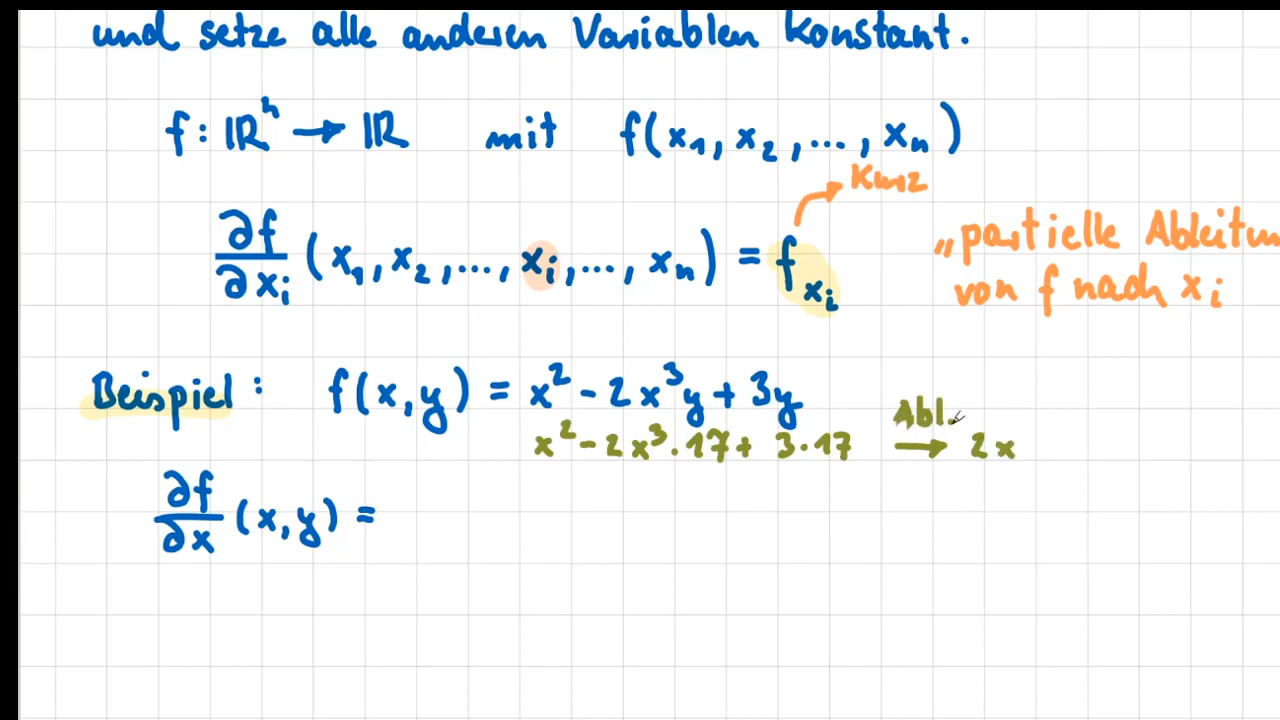 und setze alle anderen Variablen konstant.
f: ℝⁿ → ℝ mit f(x₁, x₂, ..., xₙ)
Kurz
∂f/∂xᵢ (x₁, x₂, ..., xᵢ, ..., xₙ) = f_xᵢ
„partielle
von f nach xᵢ
Beispiel: f(x,y) = x² - 2x³y + 3y
x² - 2x³·17 + 3·17 Abl. → 2x
∂f/∂x (x,y) =